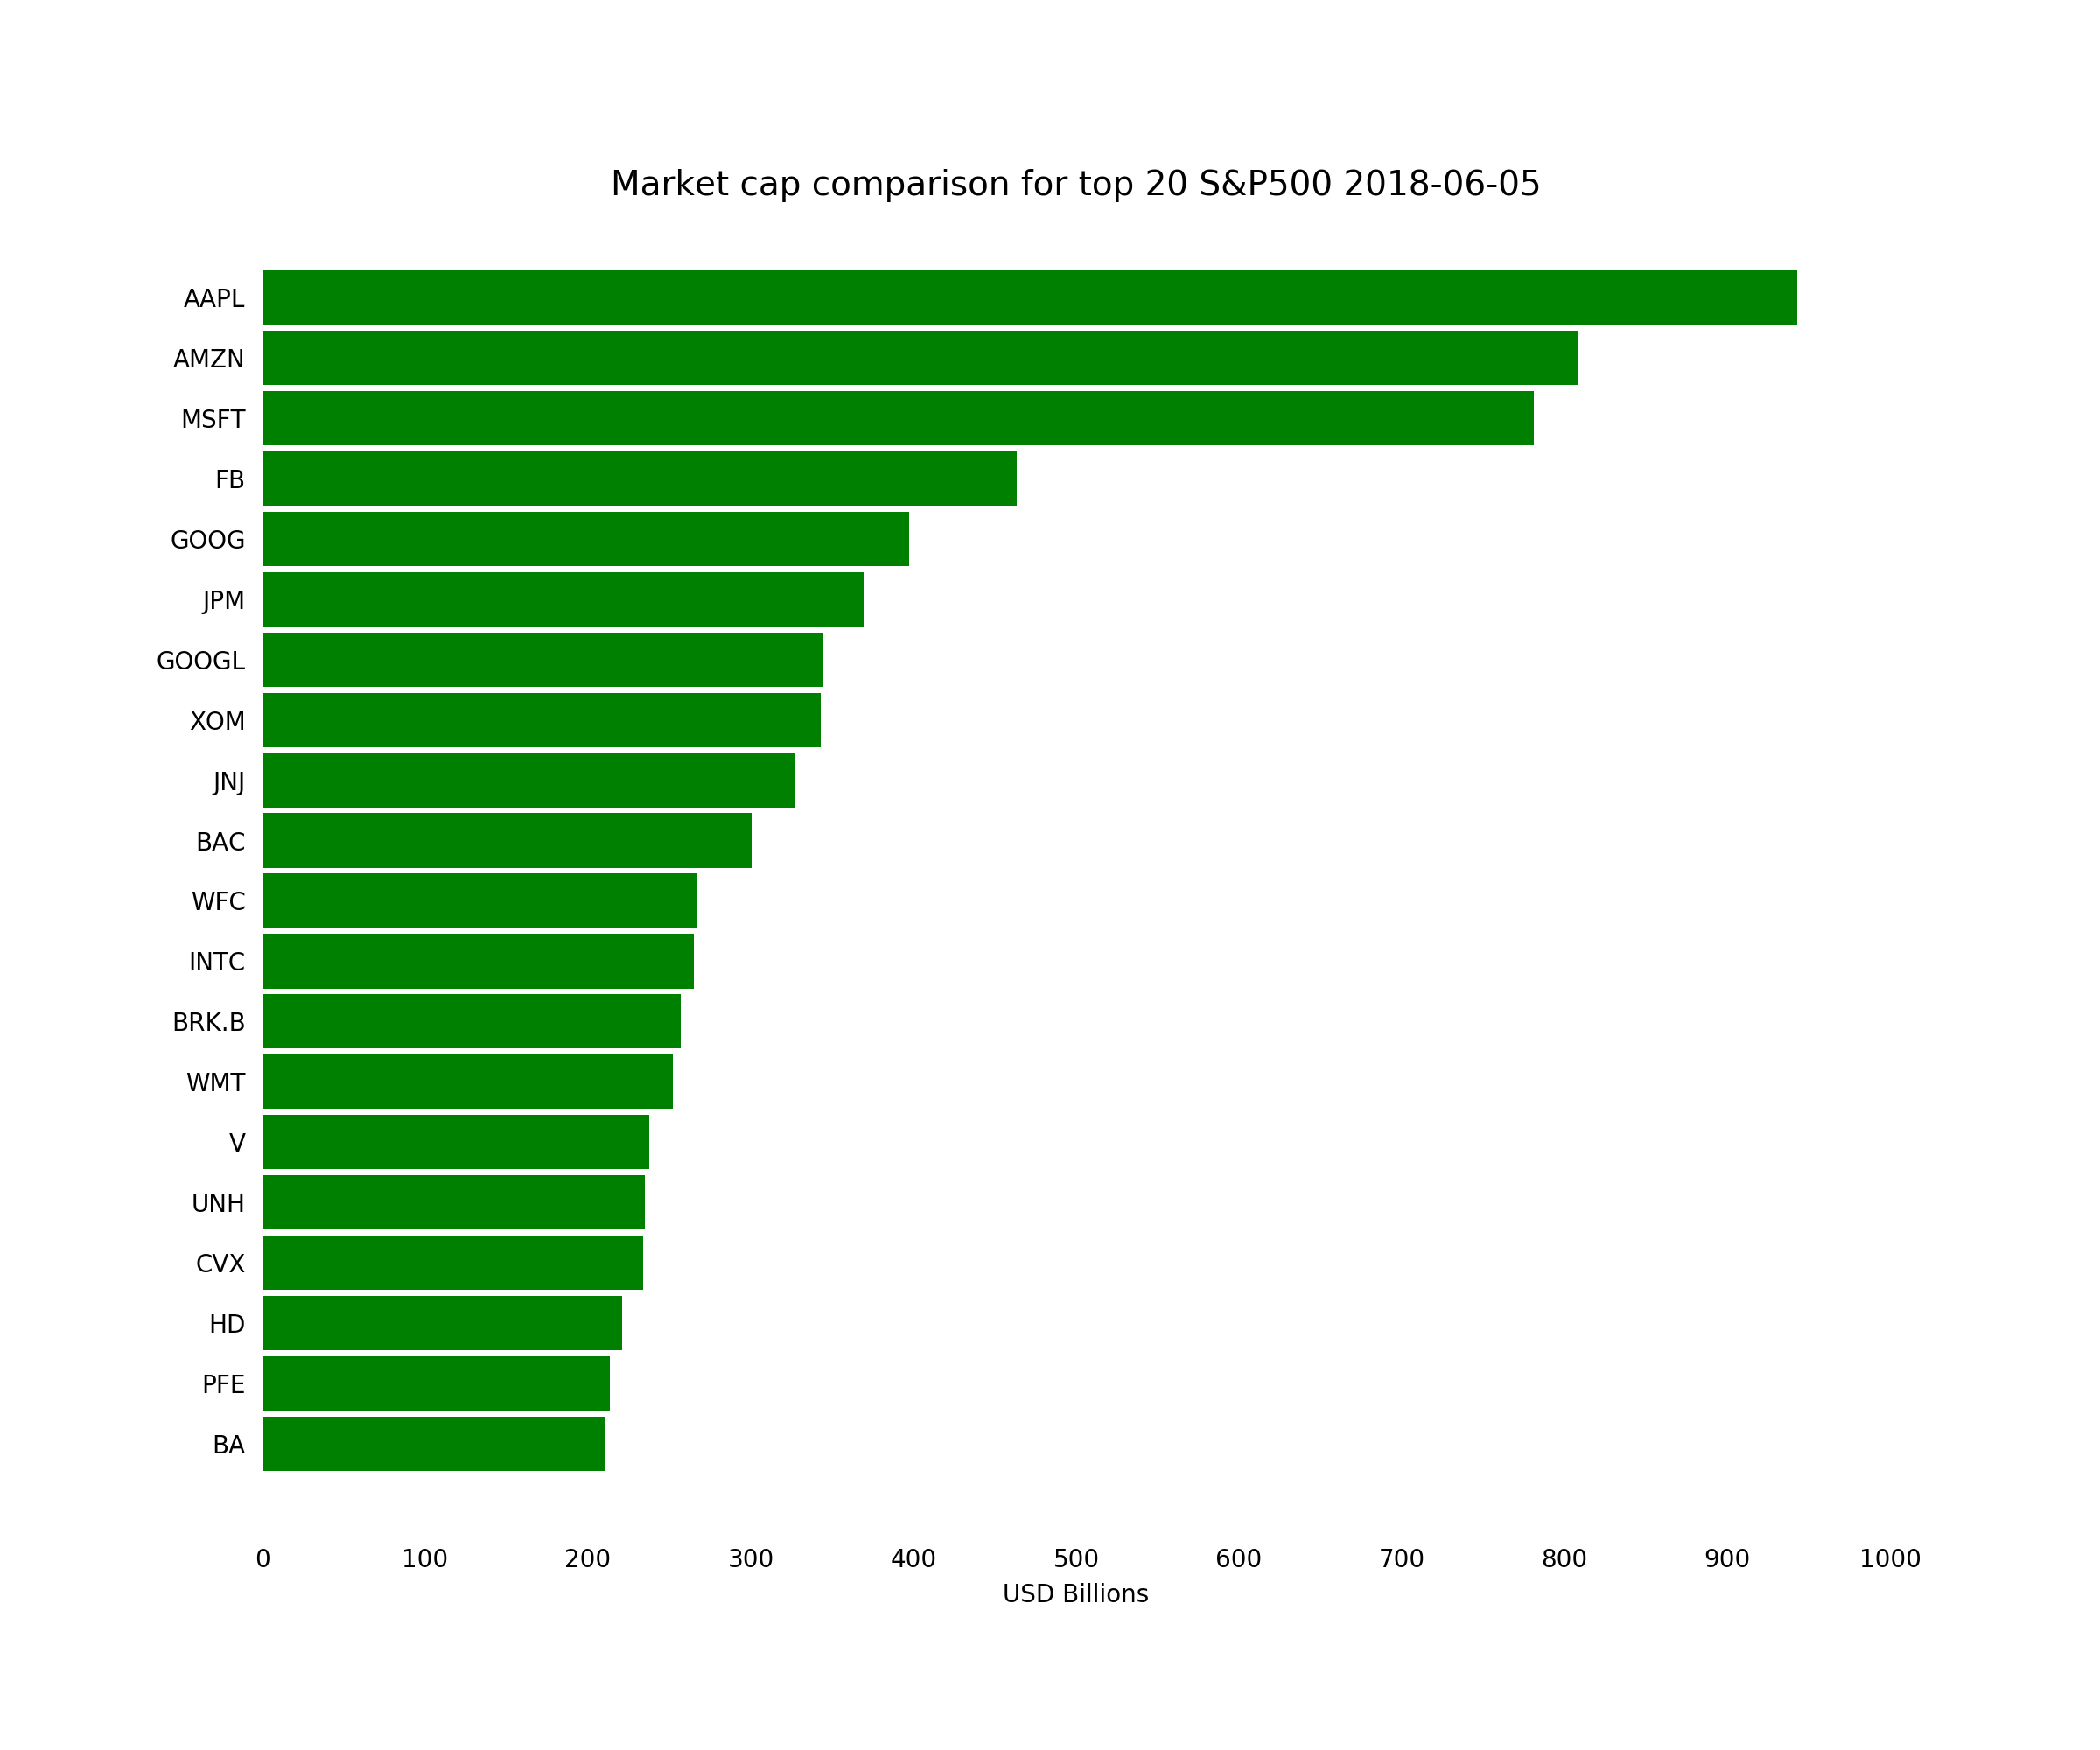 Market cap comparison for top 20 S&P500 2018-06-05
AAPL
AMZN
MSFT
FB
GOOG
JPM
GOOGL
XOM
JNJ
BAC
WFC
INTC
BRK.B
WMT
V
UNH
CVX
HD
PFE
BA
0 100 200 300 400 500 600 700 800 900 1000
USD Billions